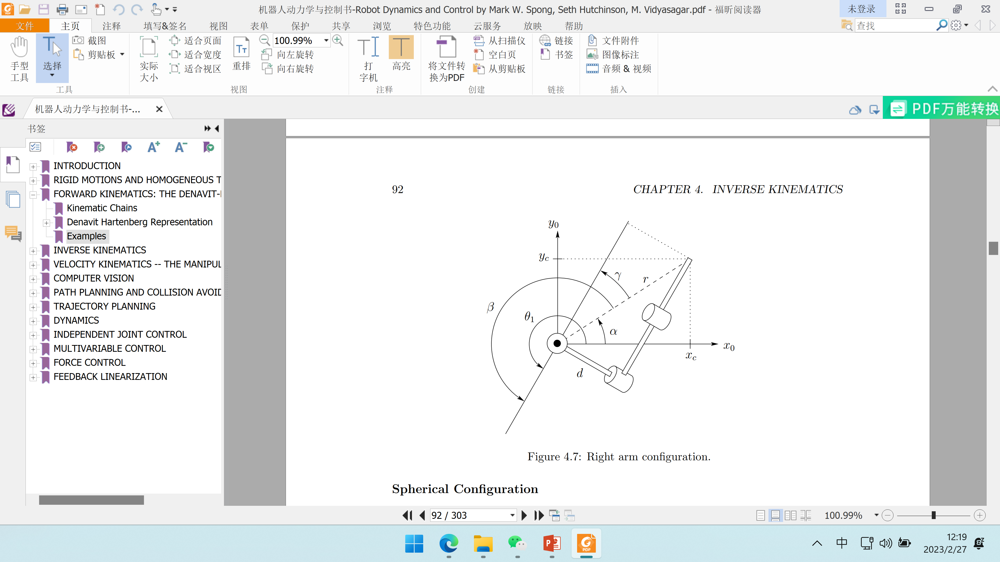 机器人动力学与控制书-Robot Dynamics and Control by Mark W. Spong, Seth Hutchinson, M. Vidyasagar.pdf - 福昕阅读器
未登录
文件 主页 注释 填写&签名 视图 表单 保护 共享 浏览 特色功能 云服务 放映 帮助
查找
手型
工具
选择
截图
剪贴板
工具
实际
大小
适合页面
适合宽度
适合视区
重排
100.99%
向左旋转
向右旋转
视图
打
字机
高亮
注释
将文件转
换为PDF
从扫描仪
空白页
从剪贴板
创建
链接
书签
链接
文件附件
图像标注
音频 & 视频
插入
机器人动力学与控制书-...
PDF万能转换
书签
INTRODUCTION
RIGID MOTIONS AND HOMOGENEOUS T
FORWARD KINEMATICS: THE DENAVIT-
Kinematic Chains
Denavit Hartenberg Representation
Examples
INVERSE KINEMATICS
VELOCITY KINEMATICS -- THE MANIPUL
COMPUTER VISION
PATH PLANNING AND COLLISION AVOID
TRAJECTORY PLANNING
DYNAMICS
INDEPENDENT JOINT CONTROL
MULTIVARIABLE CONTROL
FORCE CONTROL
FEEDBACK LINEARIZATION
92 CHAPTER 4. INVERSE KINEMATICS
y0
yc
γ
r
β
θ1
α
x0
xc
d
Figure 4.7: Right arm configuration.
Spherical Configuration
92 / 303
100.99%
中
12:19
2023/2/27